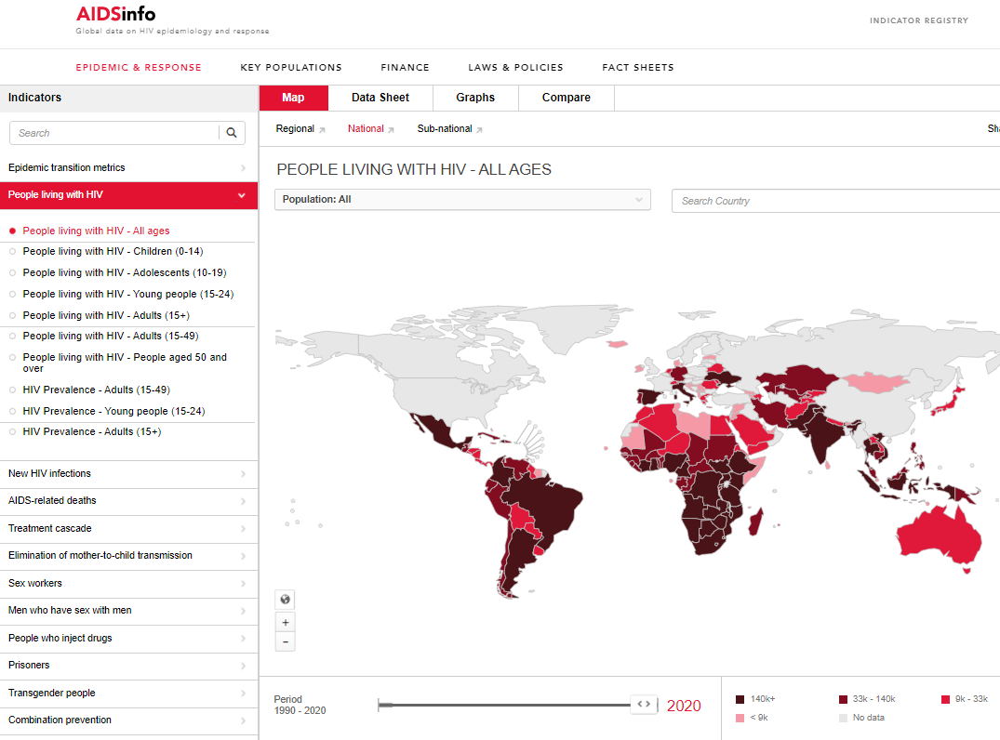 AIDSinfo
Global data on HIV epidemiology and response
INDICATOR REGISTRY
EPIDEMIC & RESPONSE
KEY POPULATIONS
FINANCE
LAWS & POLICIES
FACT SHEETS
Indicators
Search
Epidemic transition metrics
People living with HIV
People living with HIV - All ages
People living with HIV - Children (0-14)
People living with HIV - Adolescents (10-19)
People living with HIV - Young people (15-24)
People living with HIV - Adults (15+)
People living with HIV - Adults (15-49)
People living with HIV - People aged 50 and
over
HIV Prevalence - Adults (15-49)
HIV Prevalence - Young people (15-24)
HIV Prevalence - Adults (15+)
New HIV infections
AIDS-related deaths
Treatment cascade
Elimination of mother-to-child transmission
Sex workers
Men who have sex with men
People who inject drugs
Prisoners
Transgender people
Combination prevention
Map
Data Sheet
Graphs
Compare
Regional
National
Sub-national
Sha
PEOPLE LIVING WITH HIV - ALL AGES
Population: All
Search Country
+
−
Period
1990 - 2020
2020
140k+
33k - 140k
9k - 33k
< 9k
No data